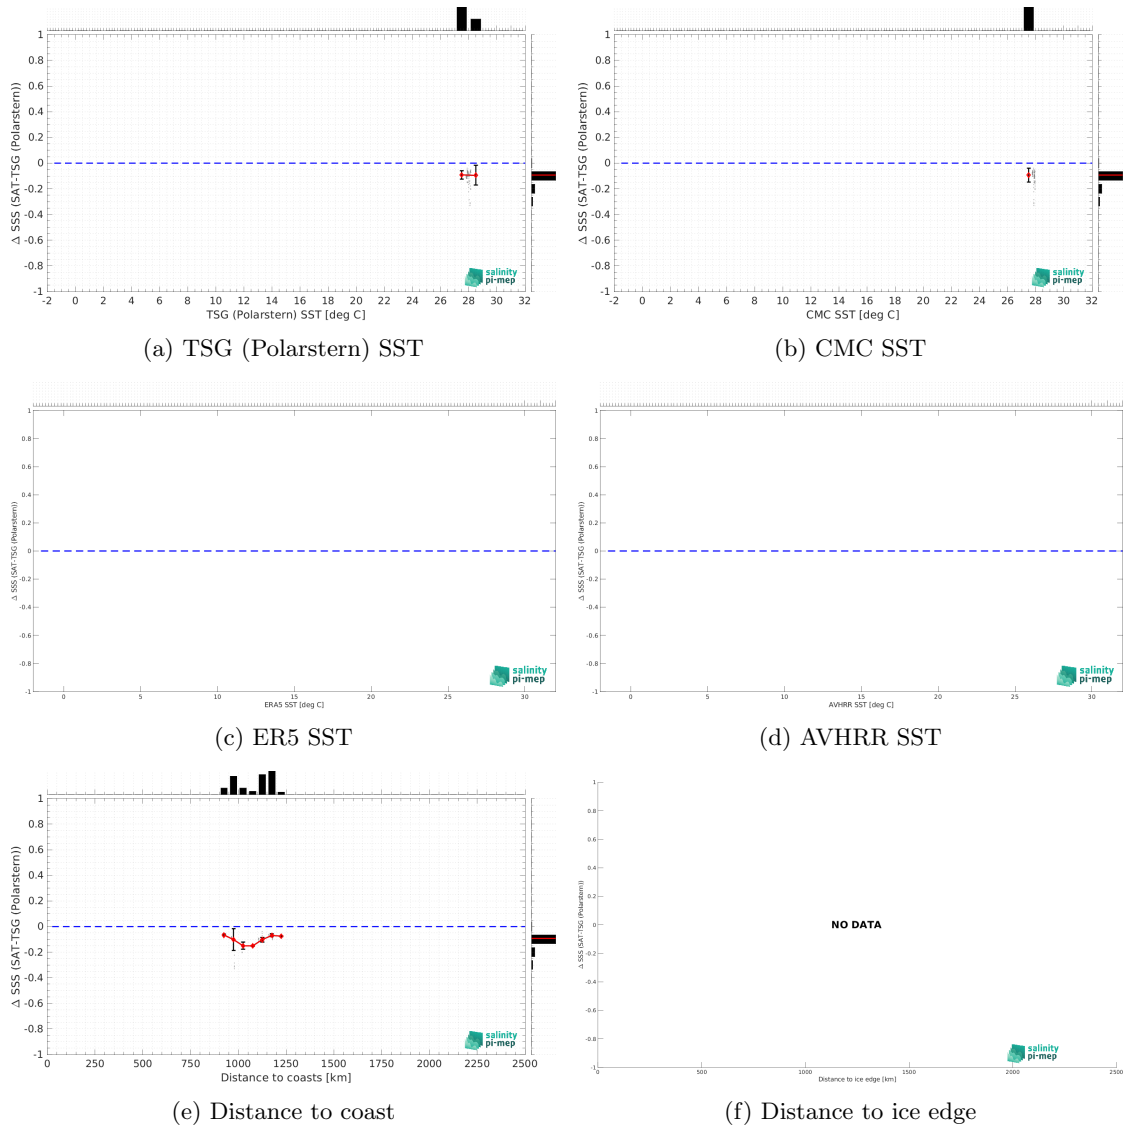 1
0.8
0.6
0.4
0.2
0
-0.2
-0.4
-0.6
-0.8
-1
Δ SSS (SAT-TSG (Polarstern))
-2 0 2 4 6 8 10 12 14 16 18 20 22 24 26 28 30 32
TSG (Polarstern) SST [deg C]
salinity
pi-mep
(a) TSG (Polarstern) SST
1
0.8
0.6
0.4
0.2
0
-0.2
-0.4
-0.6
-0.8
-1
Δ SSS (SAT-TSG (Polarstern))
-2 0 2 4 6 8 10 12 14 16 18 20 22 24 26 28 30 32
CMC SST [deg C]
salinity
pi-mep
(b) CMC SST
1
0.8
0.6
0.4
0.2
0
-0.2
-0.4
-0.6
-0.8
-1
Δ SSS (SAT-TSG (Polarstern))
0 5 10 15 20 25 30
ERA5 SST [deg C]
salinity
pi-mep
(c) ER5 SST
1
0.8
0.6
0.4
0.2
0
-0.2
-0.4
-0.6
-0.8
-1
Δ SSS (SAT-TSG (Polarstern))
0 5 10 15 20 25 30
AVHRR SST [deg C]
salinity
pi-mep
(d) AVHRR SST
1
0.8
0.6
0.4
0.2
0
-0.2
-0.4
-0.6
-0.8
-1
Δ SSS (SAT-TSG (Polarstern))
0 250 500 750 1000 1250 1500 1750 2000 2250 2500
Distance to coasts [km]
salinity
pi-mep
(e) Distance to coast
1
0.8
0.6
0.4
0.2
0
-0.2
-0.4
-0.6
-0.8
-1
Δ SSS (SAT-TSG (Polarstern))
NO DATA
0 500 1000 1500 2000 2500
Distance to ice edge [km]
salinity
pi-mep
(f) Distance to ice edge